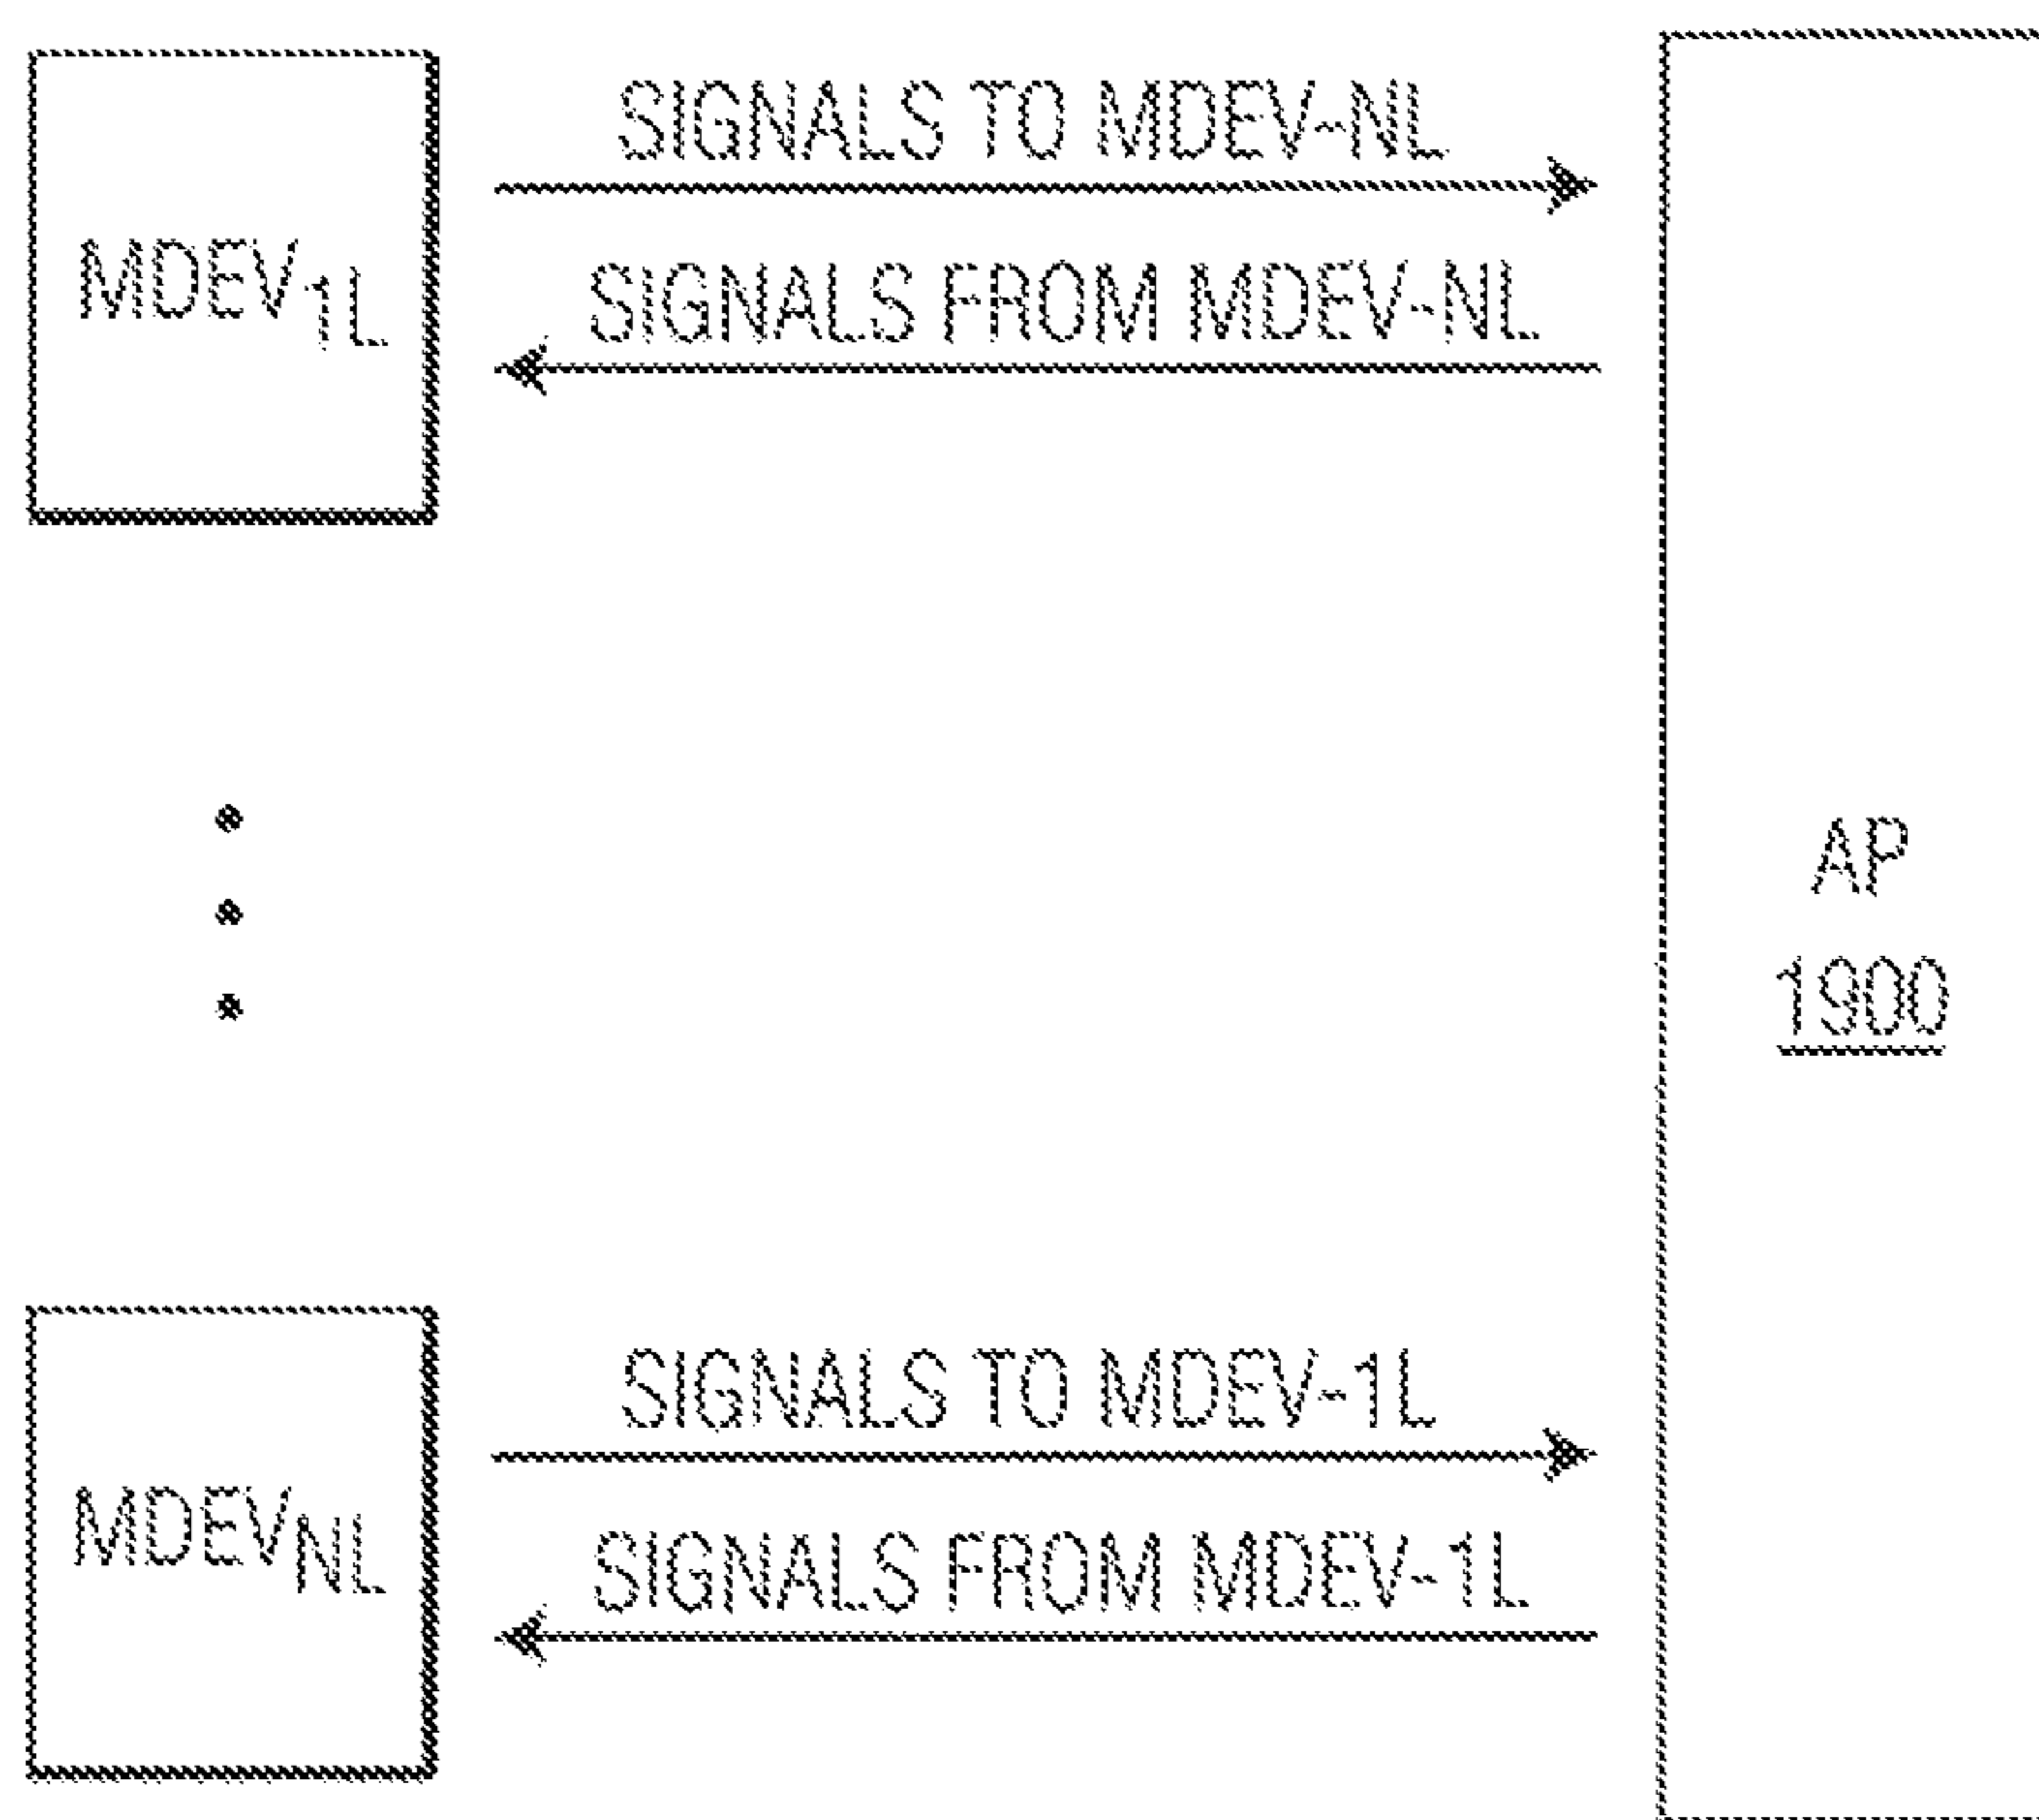 SIGNALS TO MDEV-NL
MDEV1L
SIGNALS FROM MDEV-NL
AP
1900
SIGNALS TO MDEV-1L
MDEVNL
SIGNALS FROM MDEV-1L